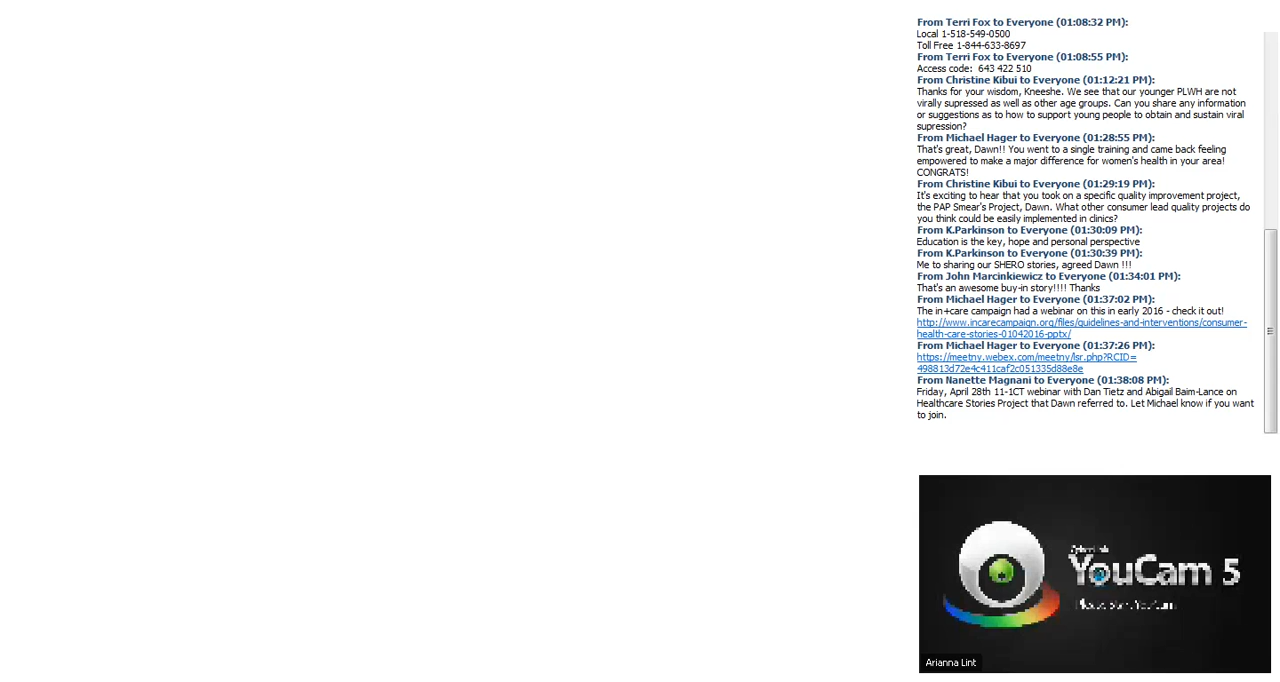 From Terri Fox to Everyone (01:08:32 PM):
Local 1-518-549-0500
Toll Free 1-844-633-8697
From Terri Fox to Everyone (01:08:55 PM):
Access code:  643 422 510
From Christine Kibui to Everyone (01:12:21 PM):
Thanks for your wisdom, Kneeshe. We see that our younger PLWH are not
virally supressed as well as other age groups. Can you share any information
or suggestions as to how to support young people to obtain and sustain viral
supression?
From Michael Hager to Everyone (01:28:55 PM):
That's great, Dawn!! You went to a single training and came back feeling
empowered to make a major difference for women's health in your area!
CONGRATS!
From Christine Kibui to Everyone (01:29:19 PM):
It's exciting to hear that you took on a specific quality improvement project,
the PAP Smear's Project, Dawn. What other consumer lead quality projects do
you think could be easily implemented in clinics?
From K.Parkinson to Everyone (01:30:09 PM):
Education is the key, hope and personal perspective
From K.Parkinson to Everyone (01:30:39 PM):
Me to sharing our SHERO stories, agreed Dawn !!!
From John Marcinkiewicz to Everyone (01:34:01 PM):
That's an awesome buy-in story!!!! Thanks
From Michael Hager to Everyone (01:37:02 PM):
The in+care campaign had a webinar on this in early 2016 - check it out!
http://www.incarecampaign.org/files/guidelines-and-interventions/consumer-
health-care-stories-01042016-pptx/
From Michael Hager to Everyone (01:37:26 PM):
https://meetny.webex.com/meetny/lsr.php?RCID=
498813d72e4c411caf2c051335d88e8e
From Nanette Magnani to Everyone (01:38:08 PM):
Friday, April 28th 11-1CT webinar with Dan Tietz and Abigail Baim-Lance on
Healthcare Stories Project that Dawn referred to. Let Michael know if you want
to join.
YouCam 5
Arianna Lint